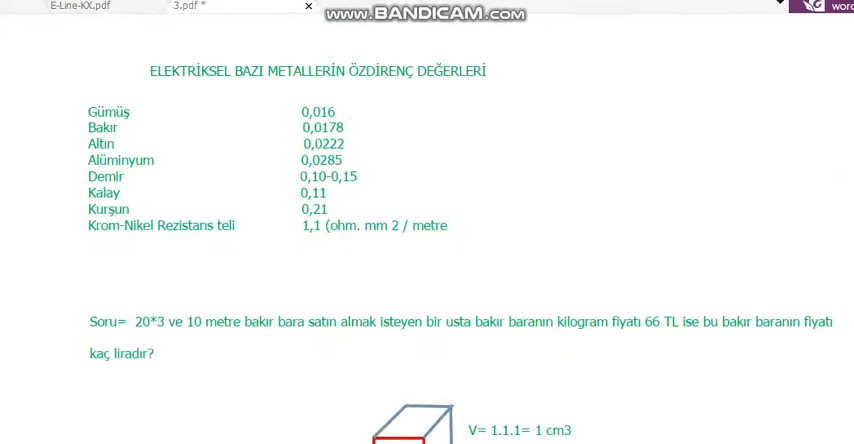 E-Line-KX.pdf
3.pdf *
×
www.BANDICAM.com
word
ELEKTRİKSEL BAZI METALLERİN ÖZDİRENÇ DEĞERLERİ
Gümüş 0,016
Bakır 0,0178
Altın 0,0222
Alüminyum 0,0285
Demir 0,10-0,15
Kalay 0,11
Kurşun 0,21
Krom-Nikel Rezistans teli 1,1 (ohm. mm 2 / metre
Soru= 20*3 ve 10 metre bakır bara satın almak isteyen bir usta bakır baranın kilogram fiyatı 66 TL ise bu bakır baranın fiyatı
kaç liradır?
V= 1.1.1= 1 cm3